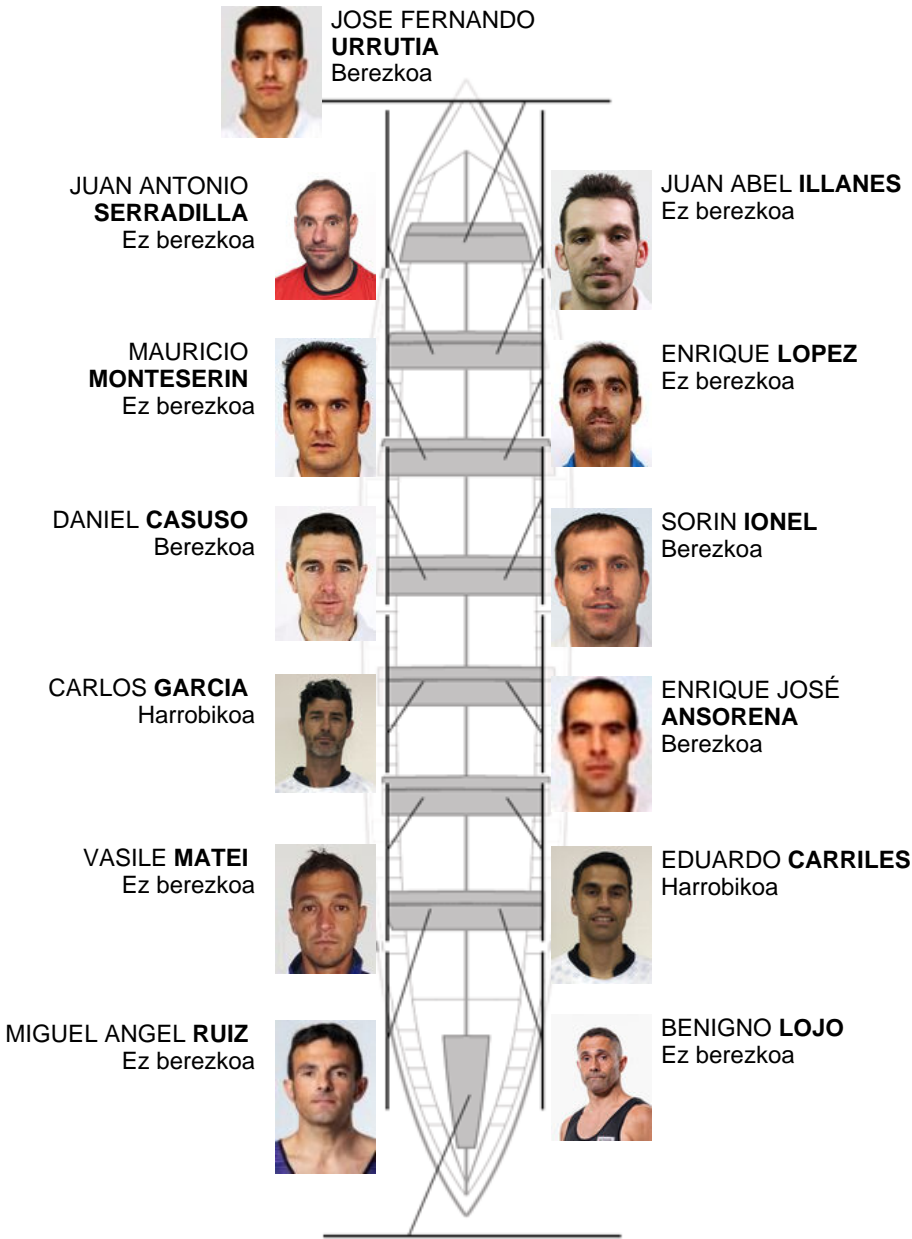 JOSE FERNANDO
URRUTIA
Berezkoa
JUAN ANTONIO
SERRADILLA
Ez berezkoa
JUAN ABEL ILLANES
Ez berezkoa
MAURICIO
MONTESERIN
Ez berezkoa
ENRIQUE LOPEZ
Ez berezkoa
DANIEL CASUSO
Berezkoa
SORIN IONEL
Berezkoa
CARLOS GARCIA
Harrobikoa
ENRIQUE JOSÉ
ANSORENA
Berezkoa
VASILE MATEI
Ez berezkoa
EDUARDO CARRILES
Harrobikoa
MIGUEL ANGEL RUIZ
Ez berezkoa
BENIGNO LOJO
Ez berezkoa